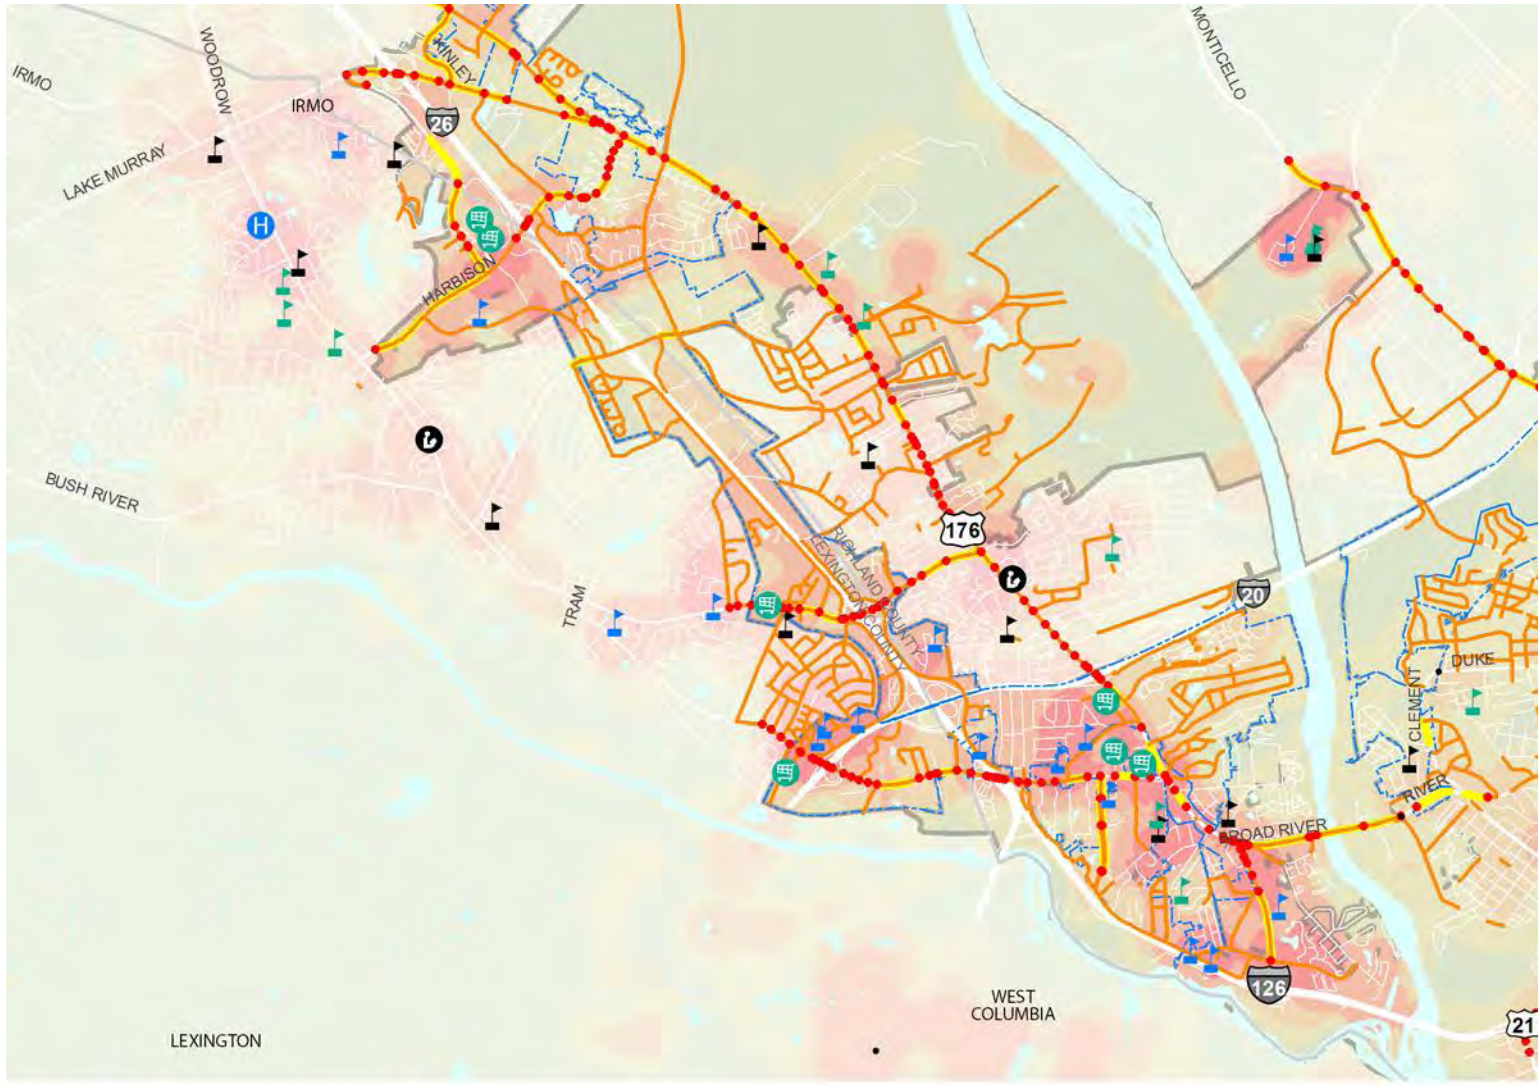 MONTICELLO
WOODROW
KINLEY
IRMO
IRMO
26
LAKE MURRAY
H
HARBISON
BUSH RIVER
176
RICHLAND COUNTY
LEXINGTON COUNTY
20
TRAM
DUKE
CLEMENT
RIVER
BROAD RIVER
126
WEST
COLUMBIA
21
LEXINGTON